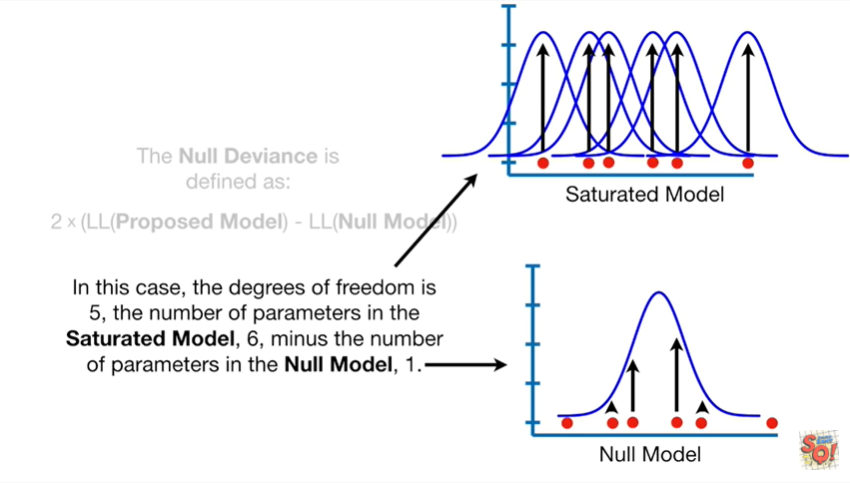 Saturated Model
The Null Deviance is
defined as:
2 x (LL(Proposed Model) - LL(Null Model))
In this case, the degrees of freedom is
5, the number of parameters in the
Saturated Model, 6, minus the number
of parameters in the Null Model, 1.
Null Model